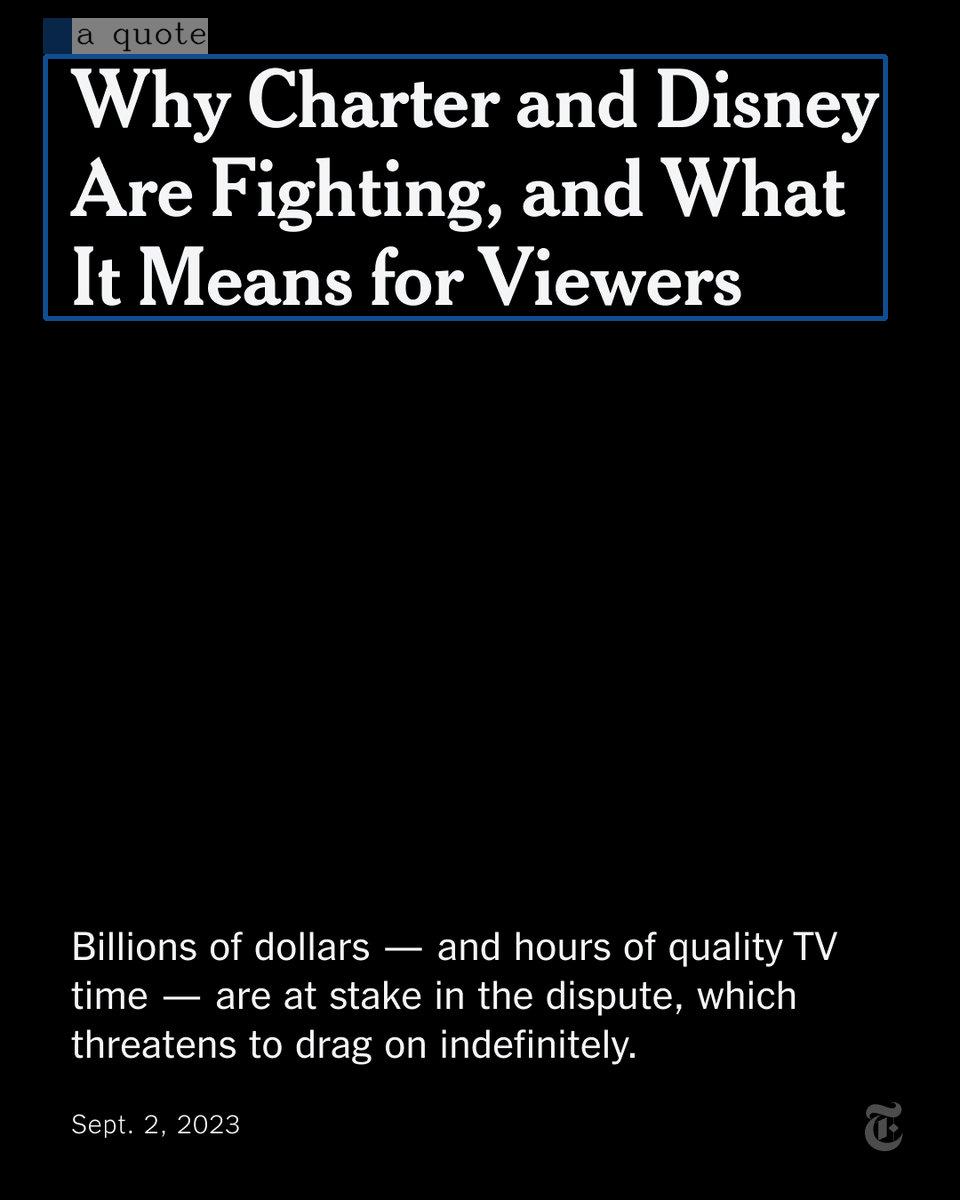 a quote
Why Charter and Disney
Are Fighting, and What
It Means for Viewers
Billions of dollars — and hours of quality TV
time — are at stake in the dispute, which
threatens to drag on indefinitely.
Sept. 2, 2023
T